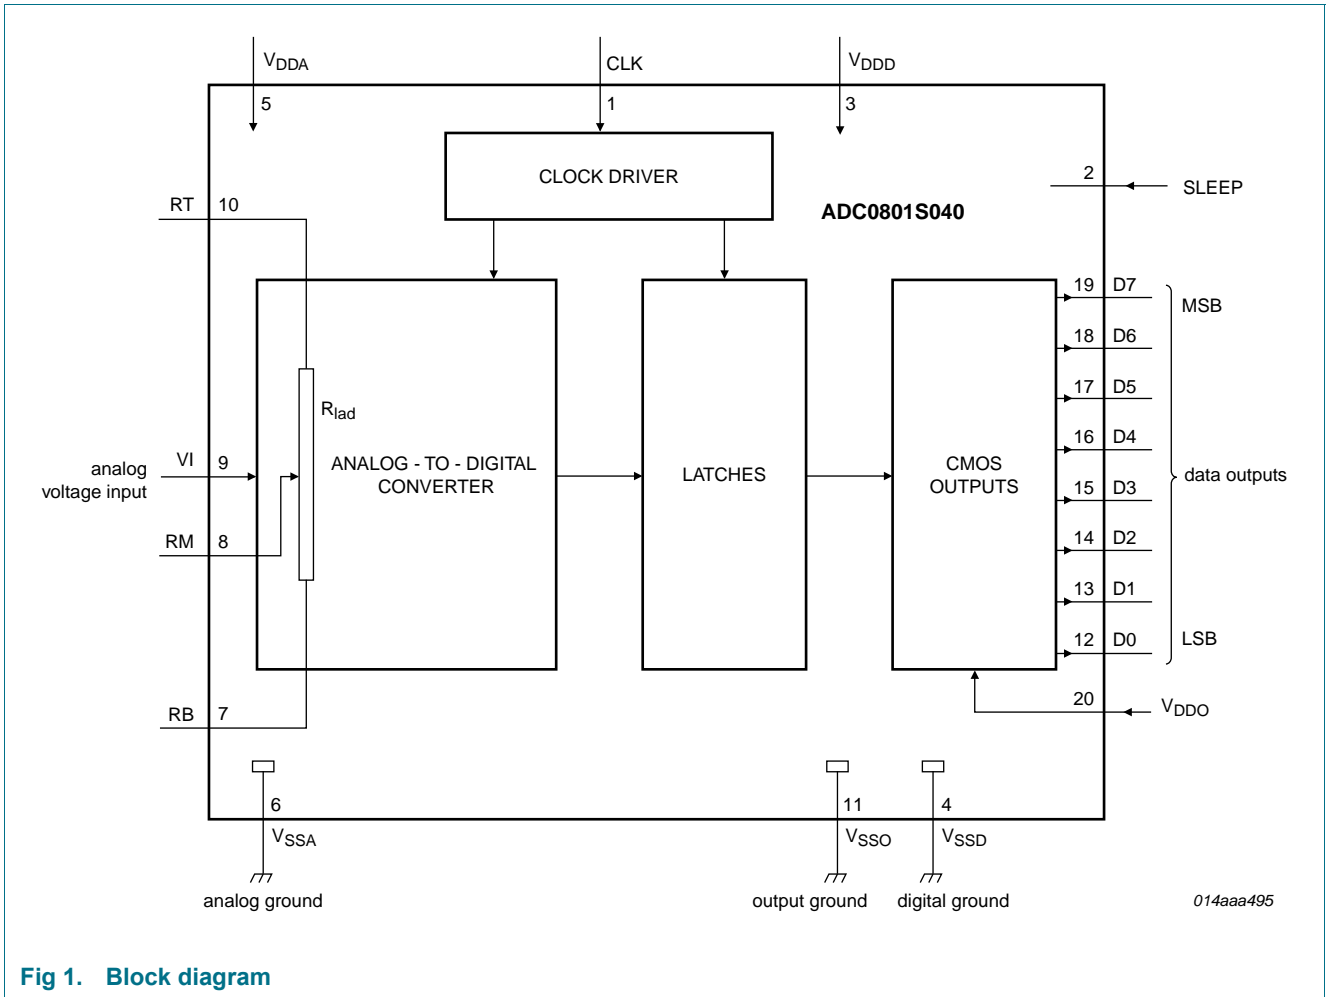 VDDA
CLK
VDDD
5
1
3
CLOCK DRIVER
2
SLEEP
ADC0801S040
RT
10
19
D7
MSB
18
D6
17
D5
Rlad
16
D4
analog
voltage input
VI
9
ANALOG - TO - DIGITAL
CONVERTER
LATCHES
CMOS
OUTPUTS
data outputs
15
D3
RM
8
14
D2
13
D1
12
D0
LSB
RB
7
20
VDDO
6
11
4
VSSA
VSSO
VSSD
analog ground
output ground
digital ground
014aaa495
Fig 1. Block diagram